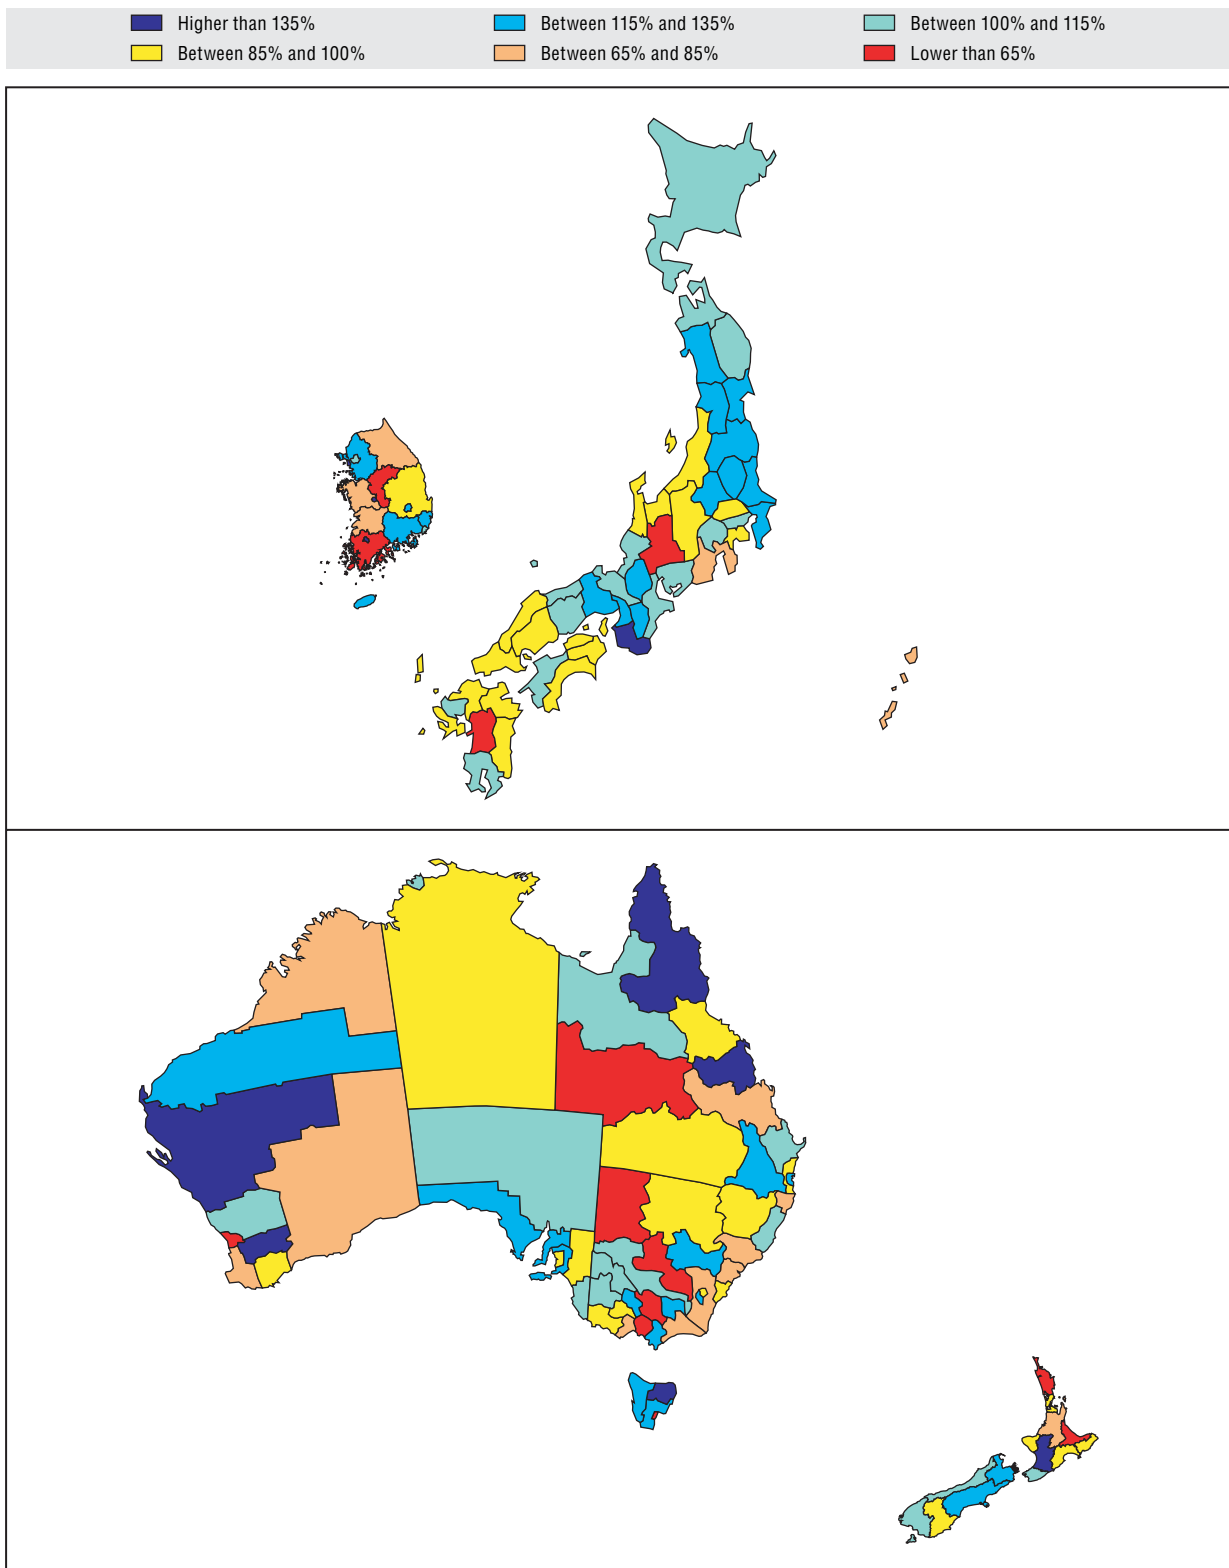 Higher than 135% Between 115% and 135% Between 100% and 115%
Between 85% and 100% Between 65% and 85% Lower than 65%